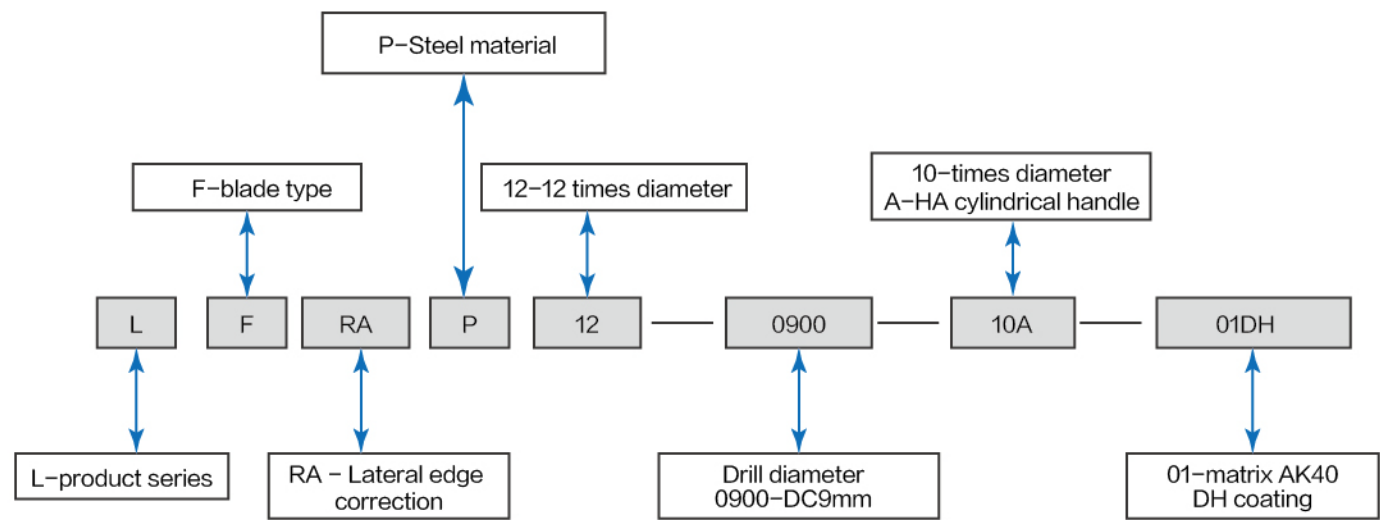 P-Steel material
F-blade type
12-12 times diameter
10-times diameter
A-HA cylindrical handle
L
F
RA
P
12
0900
10A
01DH
L-product series
RA - Lateral edge
correction
Drill diameter
0900-DC9mm
01-matrix AK40
DH coating